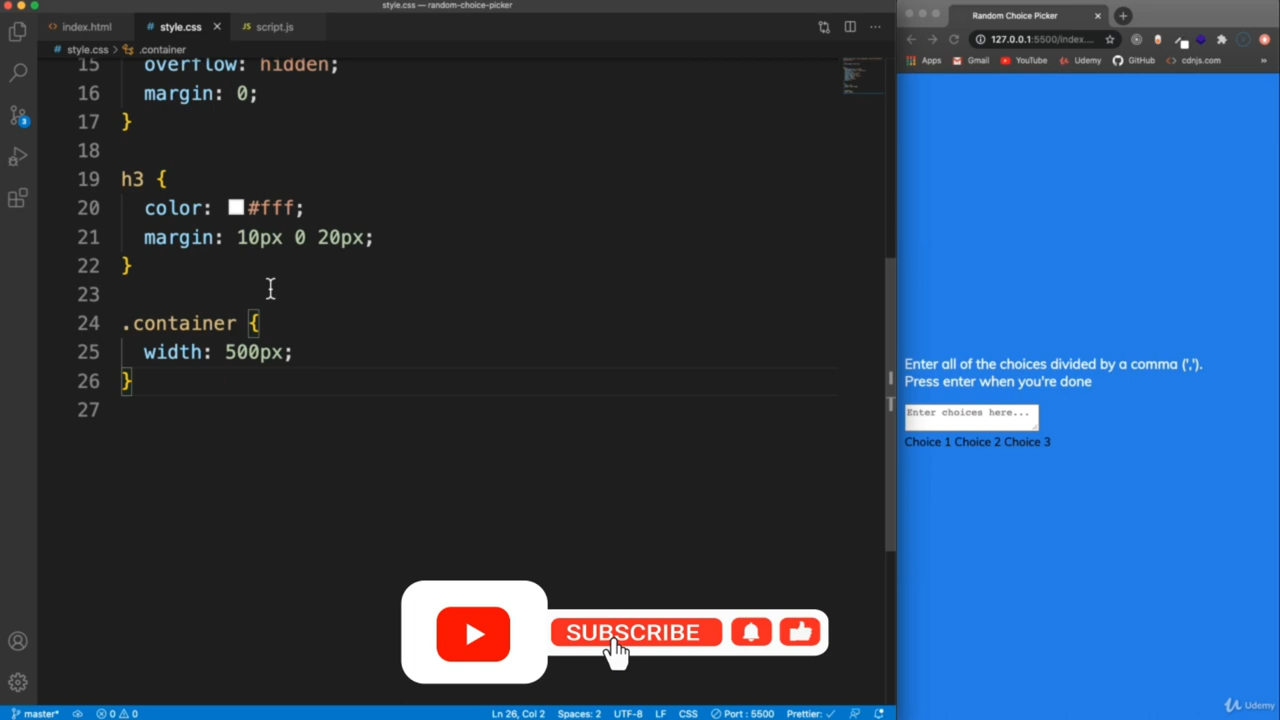 style.css — random-choice-picker
index.html
style.css
script.js
style.css > .container
15 overflow: hidden;
16 margin: 0;
17 }
18
19 h3 {
20 color: #fff;
21 margin: 10px 0 20px;
22 }
23
24 .container {
25 width: 500px;
26 }
27
SUBSCRIBE
3
master*
0 0
Ln 26, Col 2
Spaces: 2
UTF-8
LF
CSS
Port : 5500
Prettier: ✓
Random Choice Picker
127.0.0.1:5500/index....
Apps
Gmail
YouTube
Udemy
GitHub
cdnjs.com
»
Enter all of the choices divided by a comma (',').
Press enter when you're done
Enter choices here...
Choice 1 Choice 2 Choice 3
Udemy